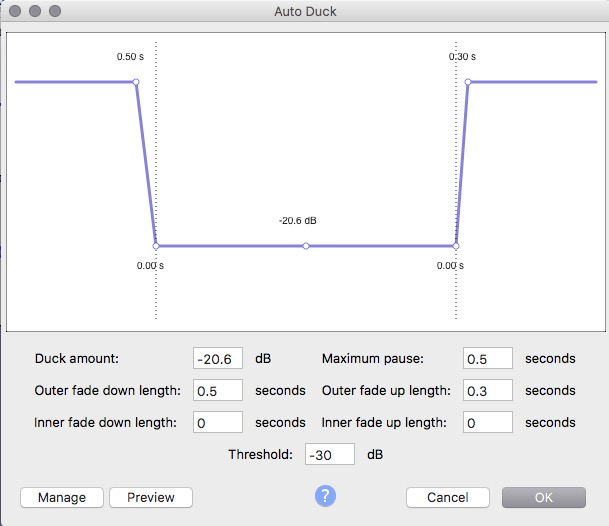 Auto Duck
0.50 s
0.30 s
-20.6 dB
0.00 s
0.00 s
Duck amount: -20.6 dB Maximum pause: 0.5 seconds
Outer fade down length: 0.5 seconds Outer fade up length: 0.3 seconds
Inner fade down length: 0 seconds Inner fade up length: 0 seconds
Threshold: -30 dB
Manage Preview ? Cancel OK